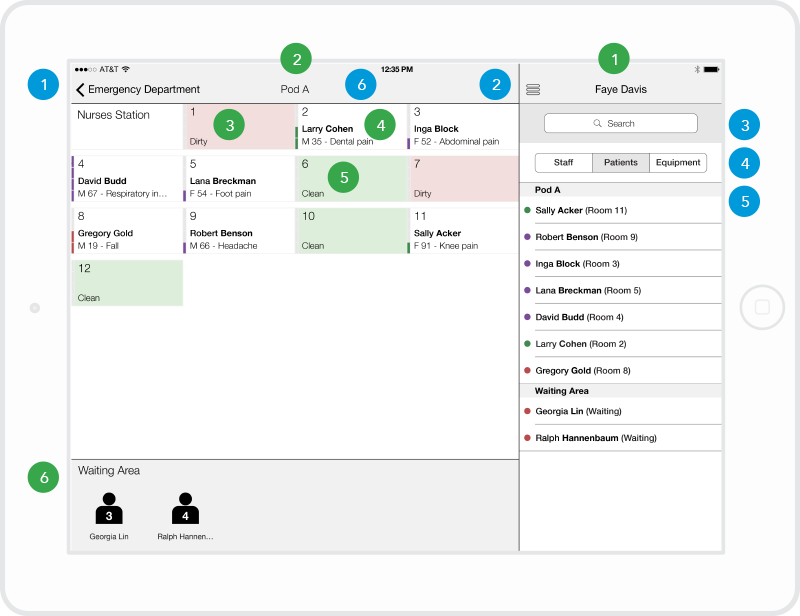 2
1
AT&T
12:35 PM
1
Emergency Department
Pod A
6
2
Faye Davis
Nurses Station
1
3
Dirty
2
4
Larry Cohen
M 35 - Dental pain
3
Inga Block
F 52 - Abdominal pain
Search
3
4
David Budd
M 67 - Respiratory in...
5
Lana Breckman
F 54 - Foot pain
6
5
Clean
7
Dirty
Staff
Patients
Equipment
4
Pod A
5
8
Gregory Gold
M 19 - Fall
9
Robert Benson
M 66 - Headache
10
Clean
11
Sally Acker
F 91 - Knee pain
12
Clean
Sally Acker (Room 11)
Robert Benson (Room 9)
Inga Block (Room 3)
Lana Breckman (Room 5)
David Budd (Room 4)
Larry Cohen (Room 2)
Gregory Gold (Room 8)
Waiting Area
Georgia Lin (Waiting)
Ralph Hannenbaum (Waiting)
6
Waiting Area
3
Georgia Lin
4
Ralph Hannen...